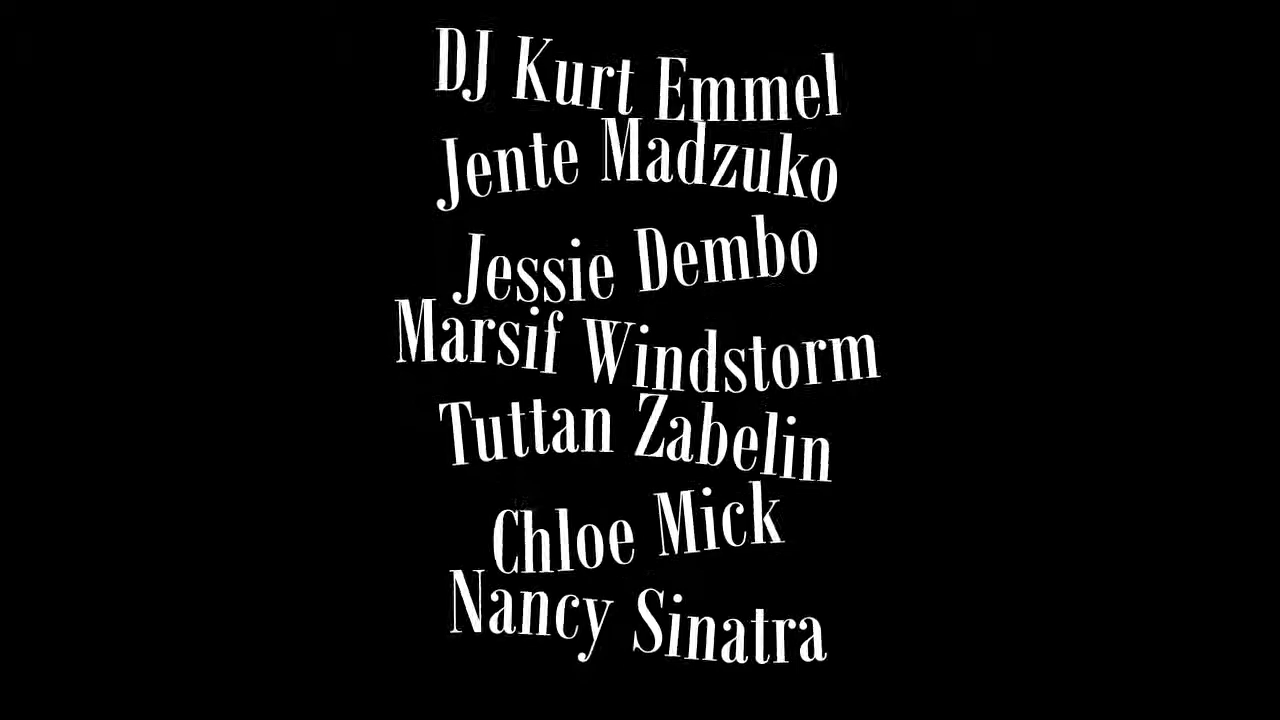 DJ Kurt Emmel
Jente Madzuko
Jessie Dembo
Marsif Windstorm
Tuttan Zabelin
Chloe Mick
Nancy Sinatra